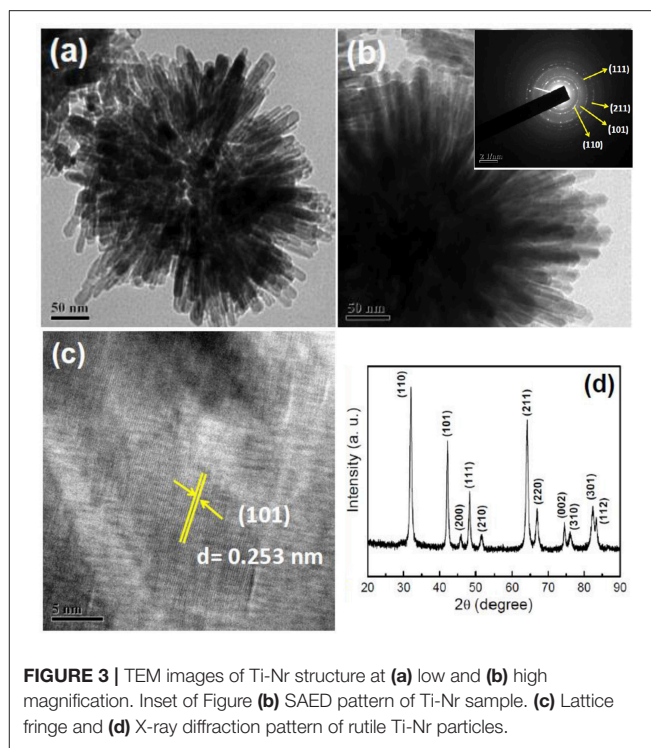 (a)
50 nm
(b)
50 nm
(111)
(211)
(101)
(110)
(c)
(101)
d= 0.253 nm
5 nm
(d)
Intensity (a. u.)
(110)
(101)
(200)
(111)
(210)
(211)
(220)
(002)
(310)
(301)
(112)
20 30 40 50 60 70 80 90
2θ (degree)
FIGURE 3 | TEM images of Ti-Nr structure at (a) low and (b) high
magnification. Inset of Figure (b) SAED pattern of Ti-Nr sample. (c) Lattice
fringe and (d) X-ray diffraction pattern of rutile Ti-Nr particles.